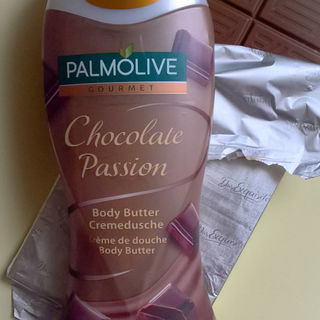 PALMOLIVE
GOURMET
Chocolate
Passion
Body Butter
Cremedusche
Crème de douche
Body Butter